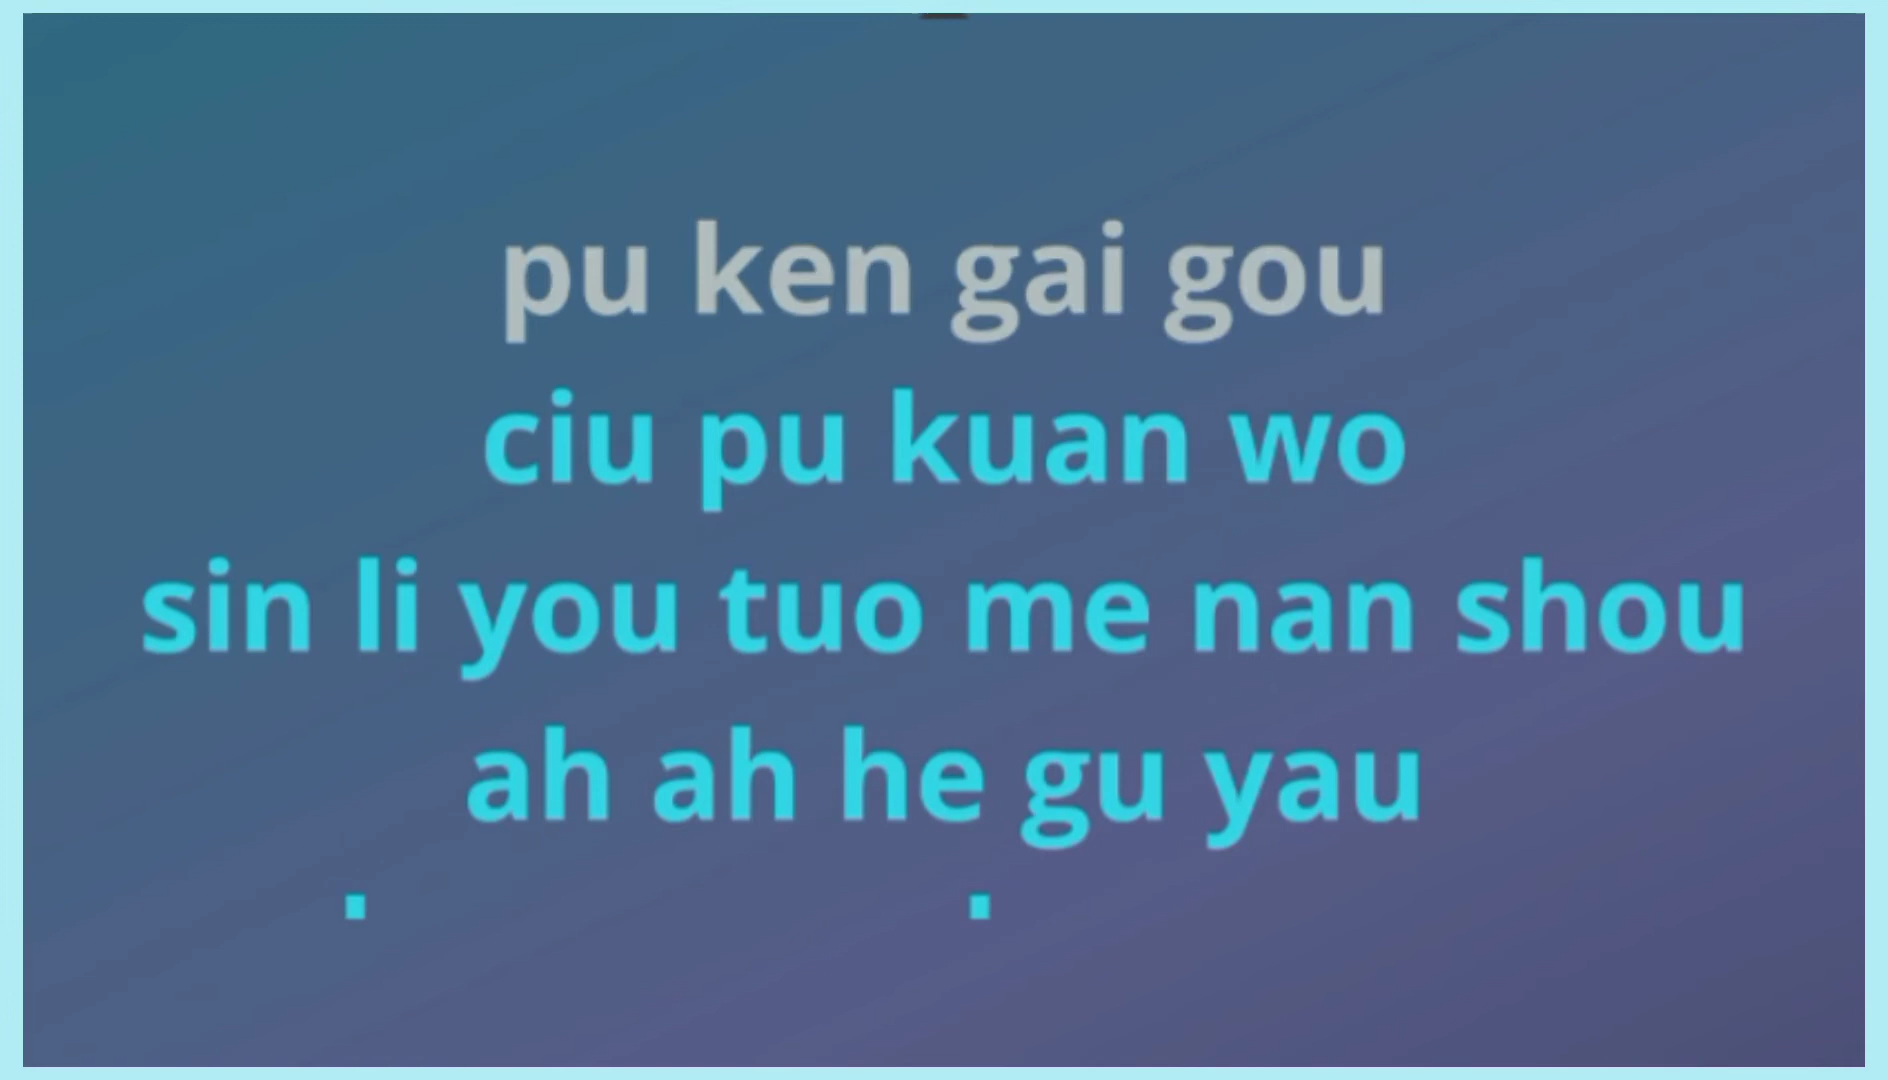 pu ken gai gou
ciu pu kuan wo
sin li you tuo me nan shou
ah ah he gu yau